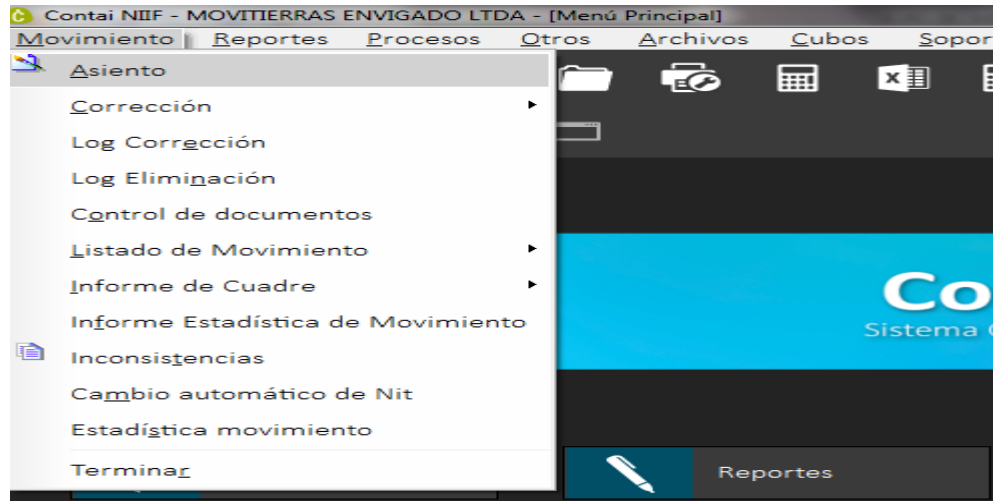 Contai NIIF - MOVITIERRAS ENVIGADO LTDA - [Menú Principal]
Movimiento Reportes Procesos Otros Archivos Cubos Sopor
Asiento
Corrección
Log Corrección
Log Eliminación
Control de documentos
Listado de Movimiento
Informe de Cuadre
Informe Estadística de Movimiento
Inconsistencias
Cambio automático de Nit
Estadística movimiento
Terminar
Co
Sistema
Reportes